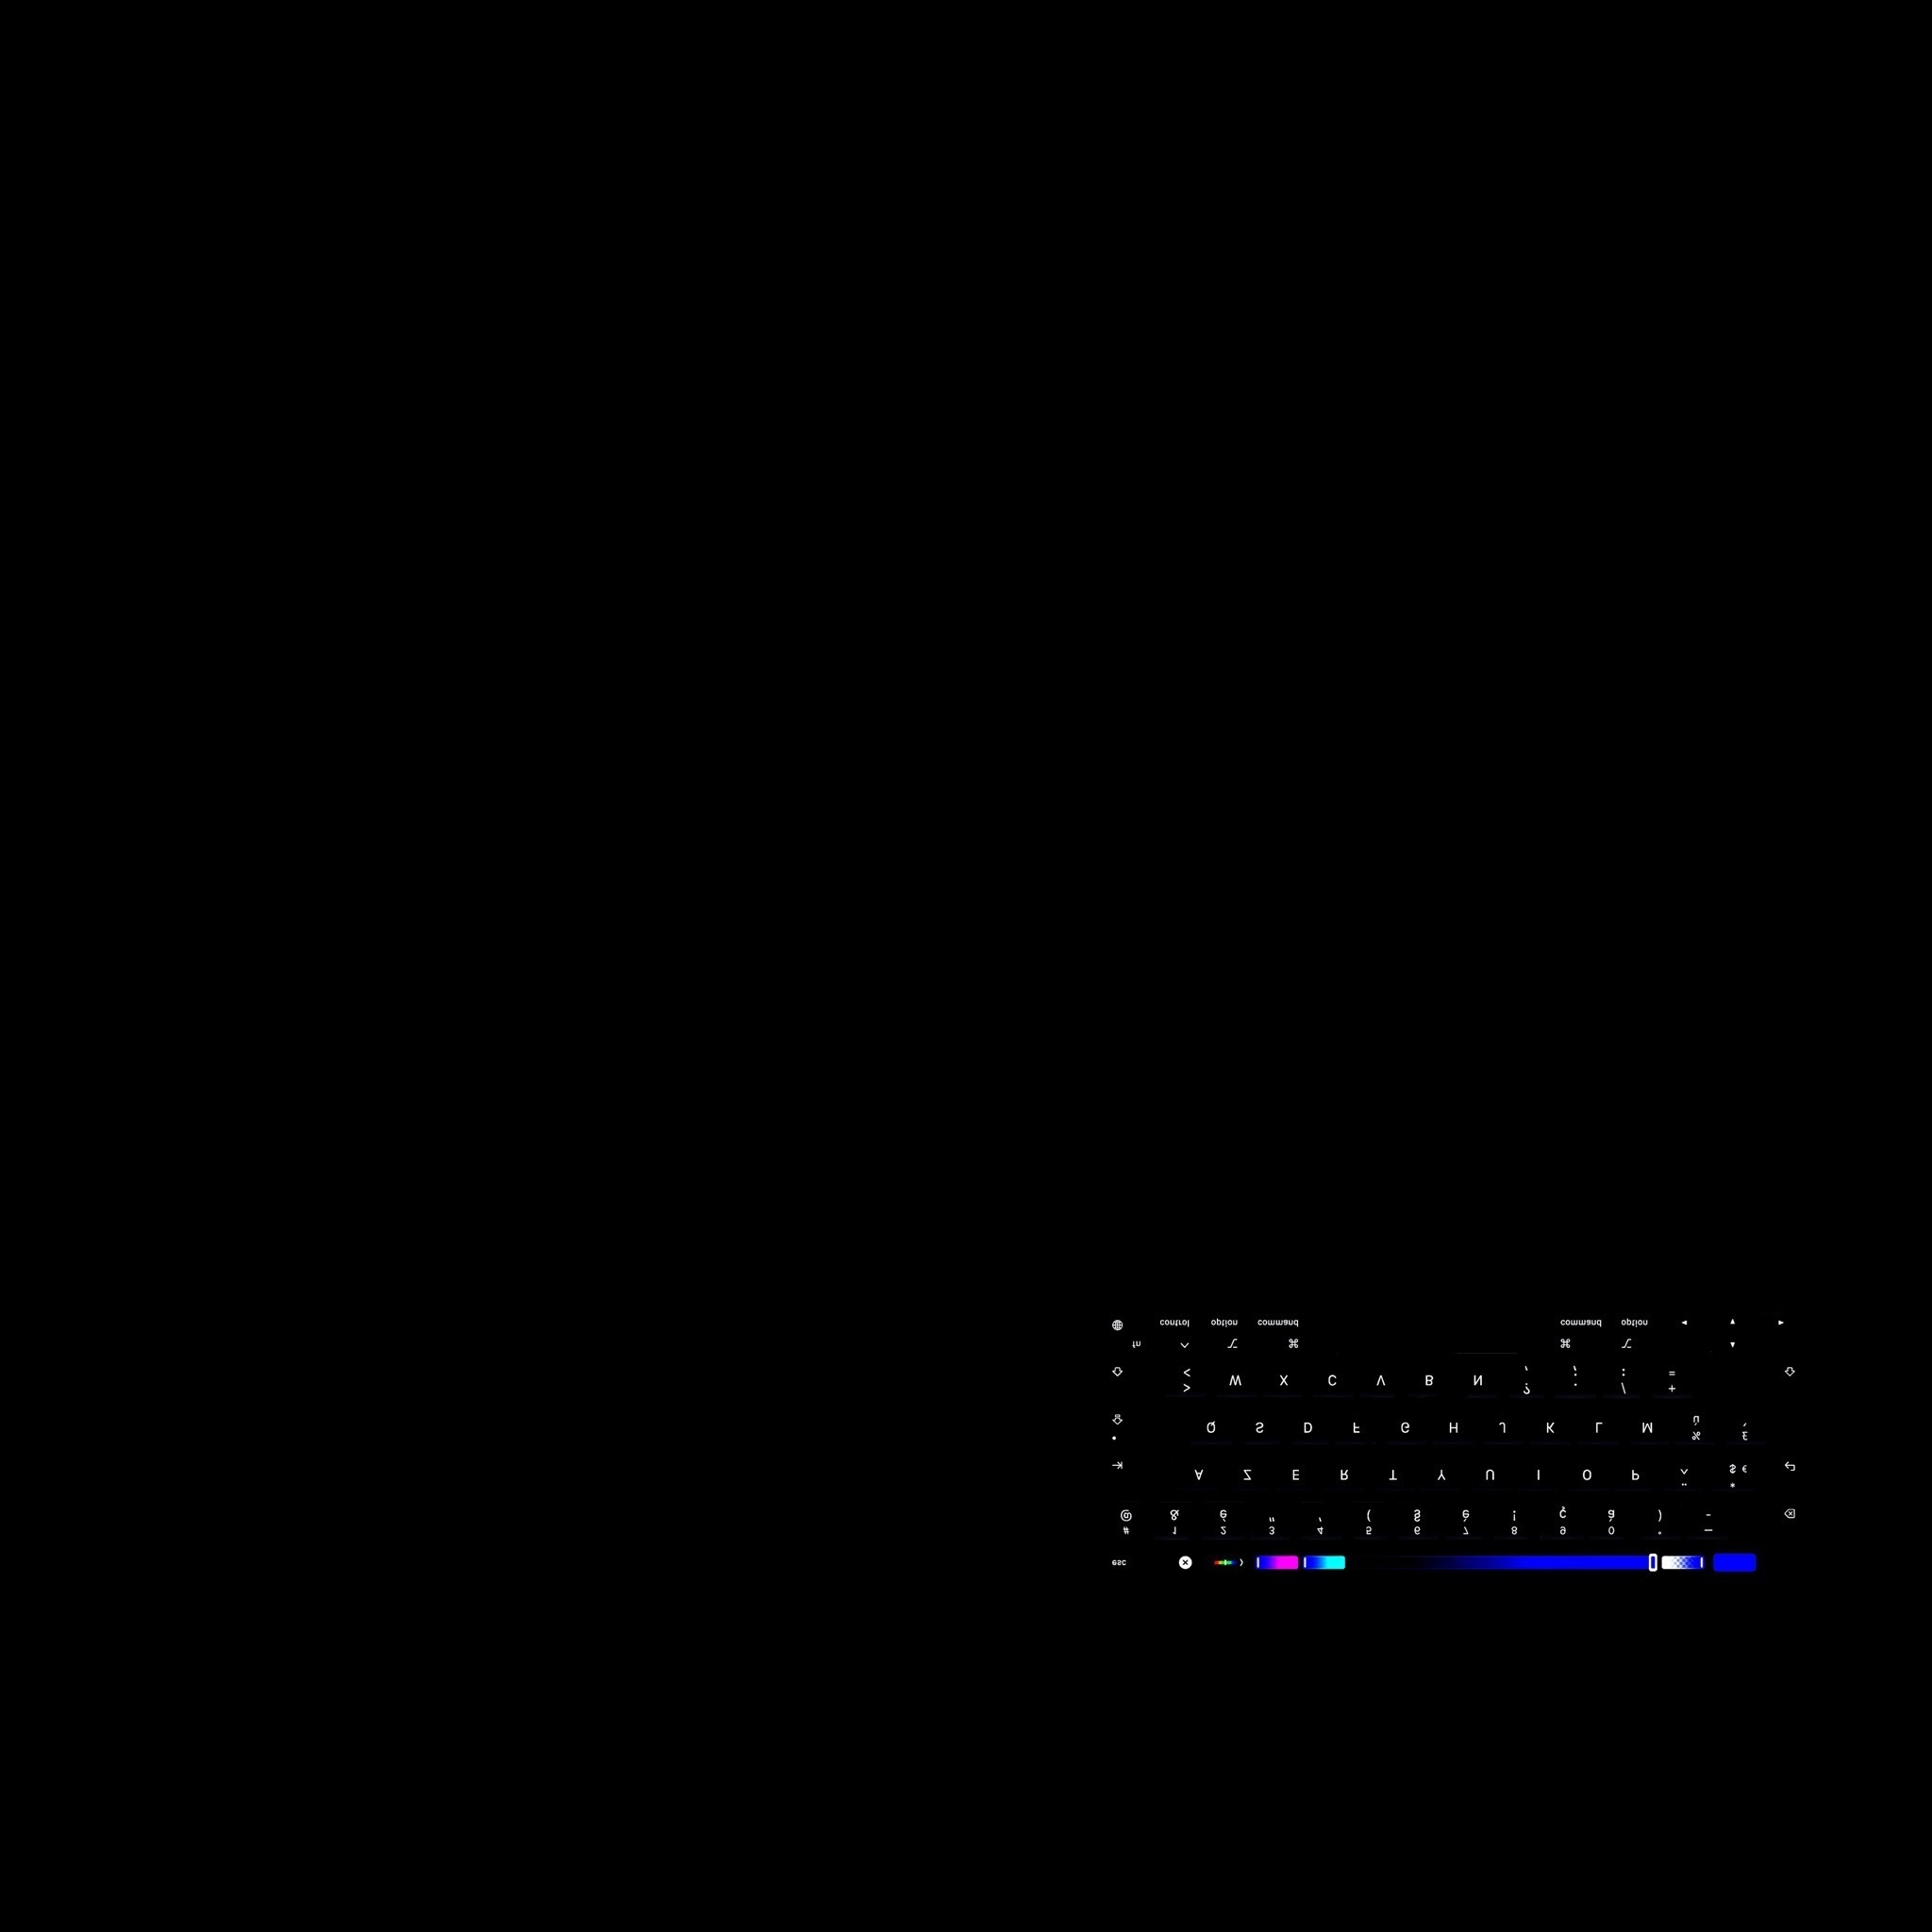 esc
# 1 2 3 4 5 6 7 8 9 0 ° _
@ & é " ' ( § è ! ç à ) -
¨ *
A Z E R T Y U I O P ^ $ €
% £
Q S D F G H J K L M ù `
> ? . / +
W X C V B N
< , ; : =
fn ⌃ ⌥ ⌘ ⌘ ⌥
control option command command option